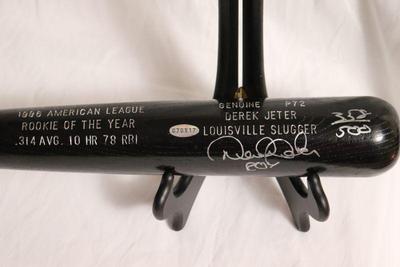 1996 AMERICAN LEAGUE
ROOKIE OF THE YEAR
.314 AVG. 10 HR 78 RBI
GENUINE P72
DEREK JETER
LOUISVILLE SLUGGER
500